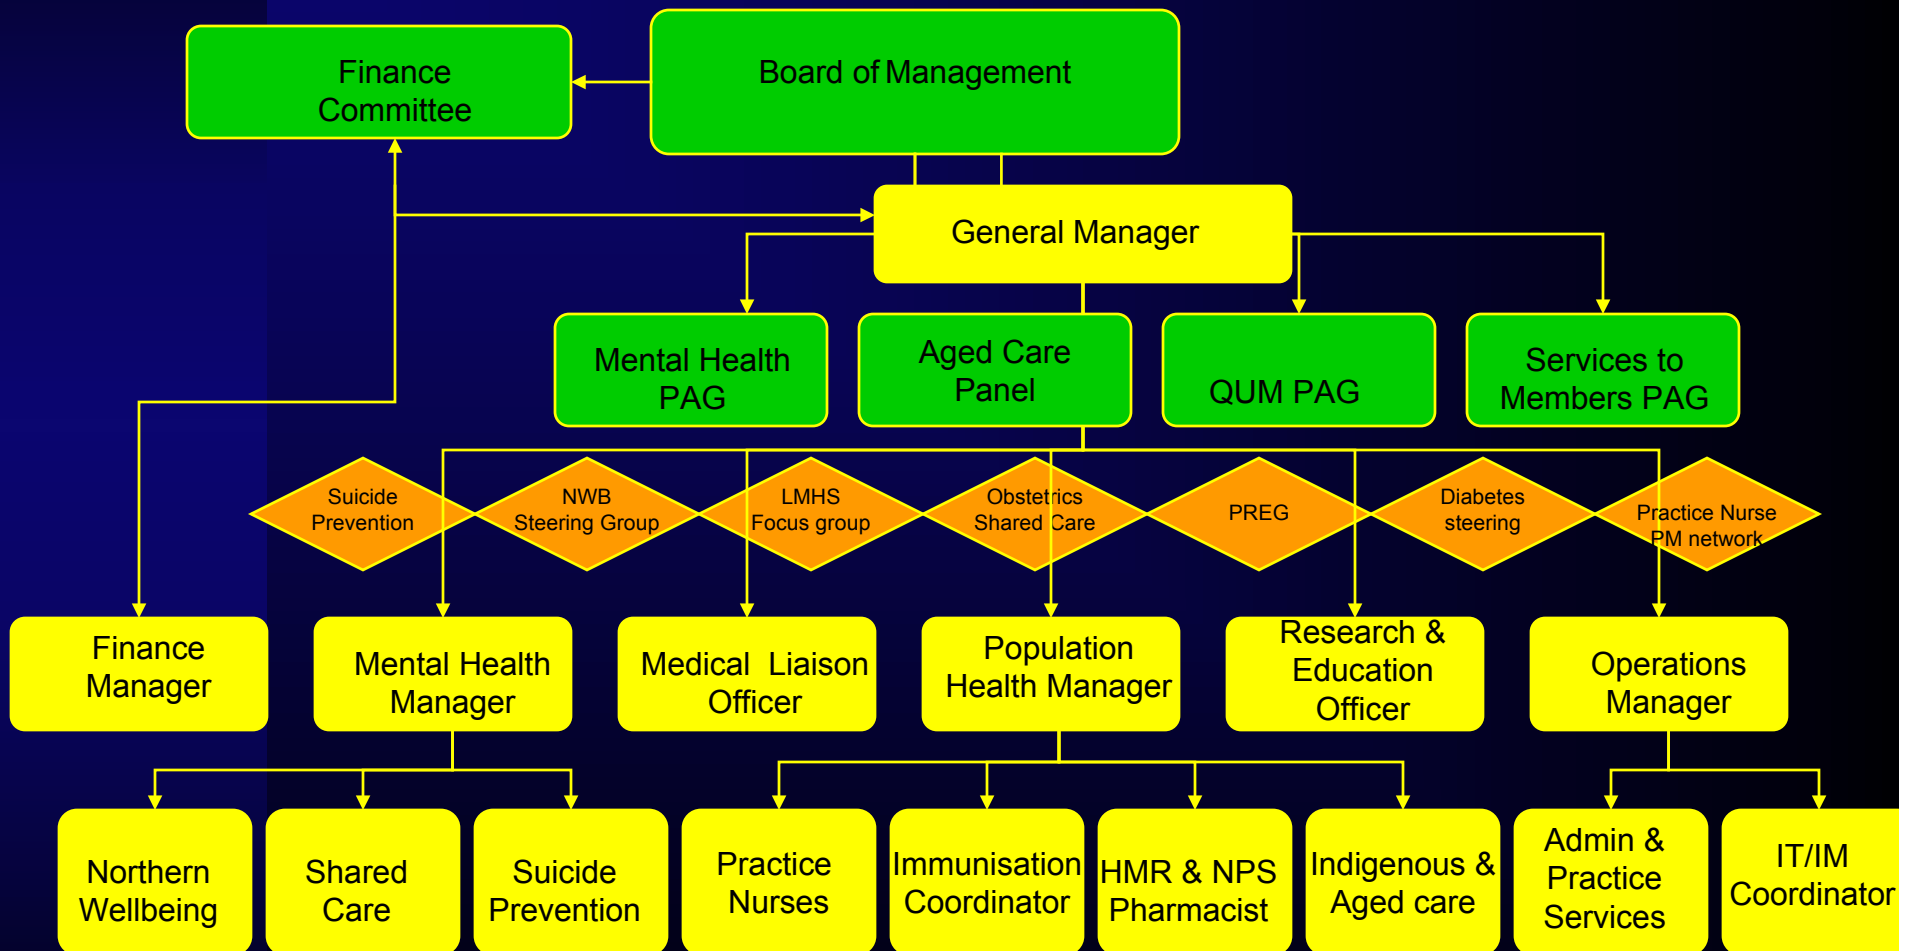 Finance
Committee
Board of Management
General Manager
Mental Health
PAG
Aged Care
Panel
QUM PAG
Services to
Members PAG
Suicide
Prevention
NWB
Steering Group
LMHS
Focus group
Obstetrics
Shared Care
PREG
Diabetes
steering
Practice Nurse
PM network
Finance
Manager
Mental Health
Manager
Medical Liaison
Officer
Population
Health Manager
Research &
Education
Officer
Operations
Manager
Northern
Wellbeing
Shared
Care
Suicide
Prevention
Practice
Nurses
Immunisation
Coordinator
HMR & NPS
Pharmacist
Indigenous &
Aged care
Admin &
Practice
Services
IT/IM
Coordinator